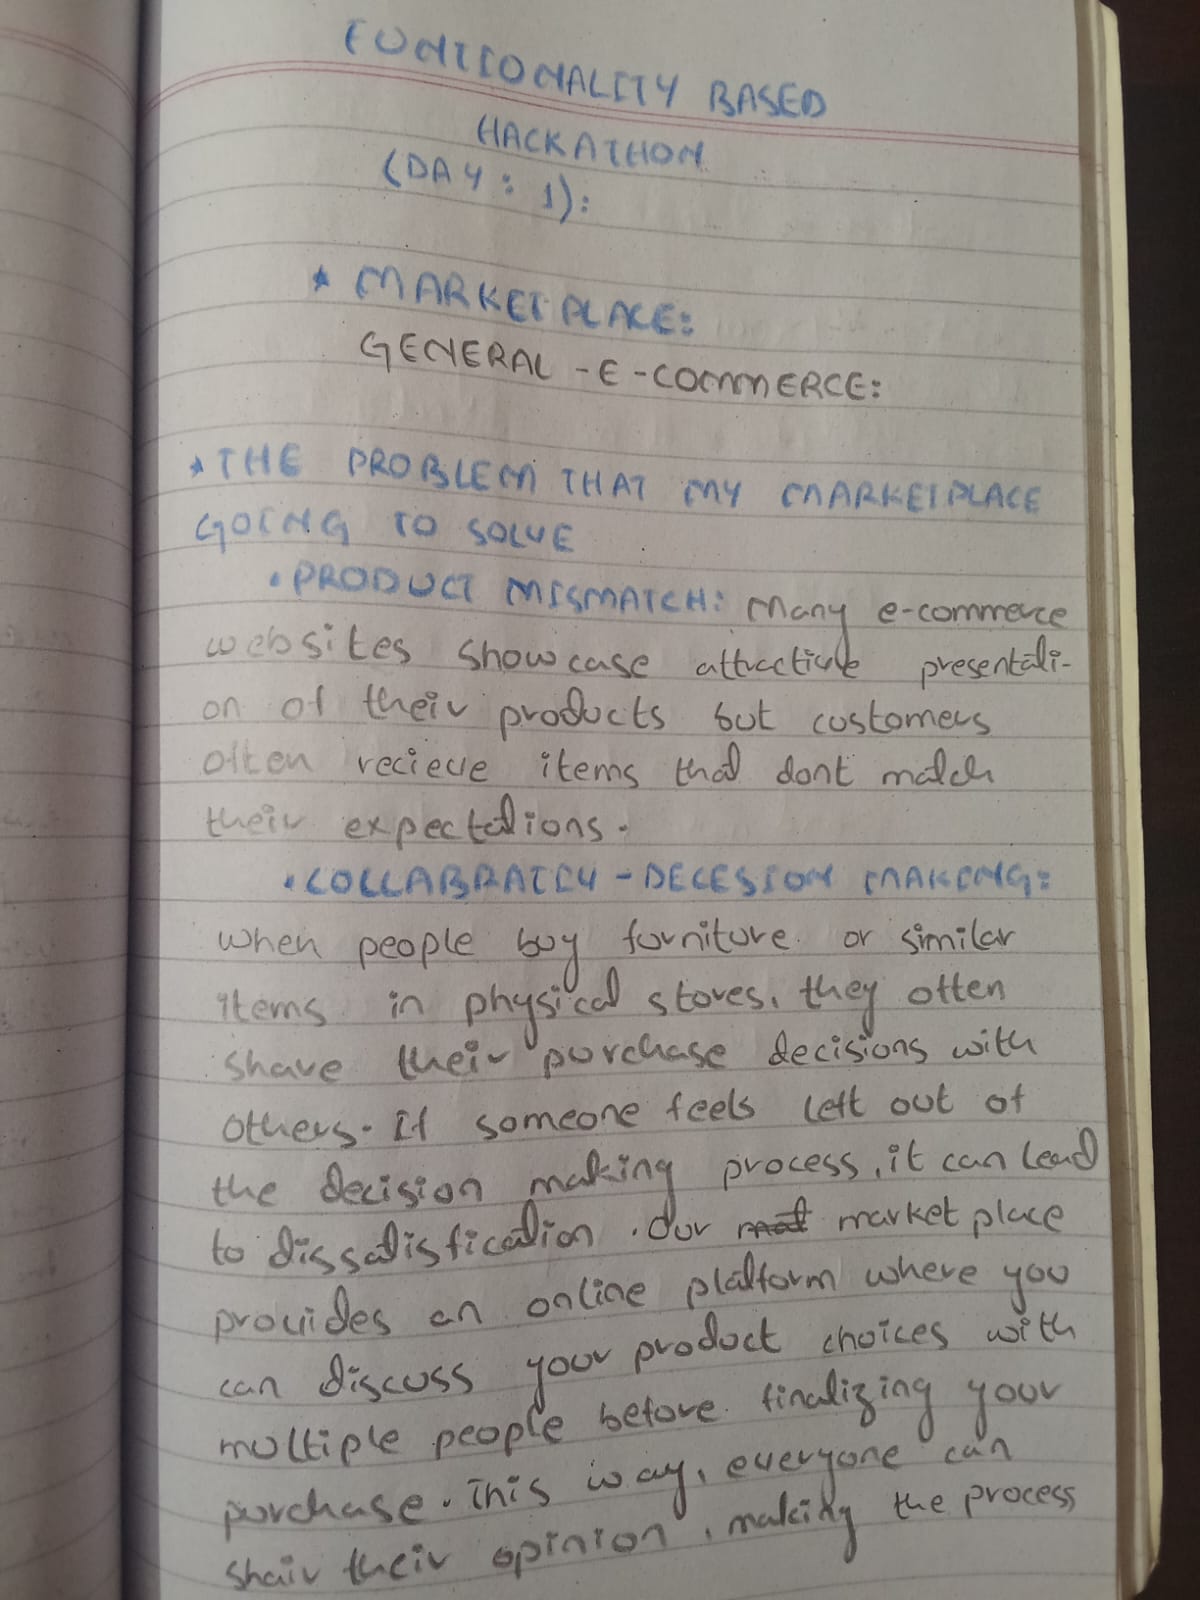 FUNTIONALITY BASED
HACKATHON
(DAY: 1):
* MARKETPLACE:
GENERAL - E - COMMERCE:
* THE PROBLEM THAT MY MARKETPLACE
GOING TO SOLVE
• PRODUCT MISMATCH: Many e-commerce
websites showcase attractivle presentati-
on of their products but customers
often recieve items that dont match
their expectations.
• COLLABRATIY - DECESION MAKING:
when people buy furniture or similar
items in physical stores, they often
share their purchase decisions with
others. If someone feels left out of
the decision making process, it can lead
to dissatisfication. Our market place
provides an online platform where you
can discuss your product choices with
multiple people before finalizing your
purchase. This way, everyone can
shair their opinion, making the process